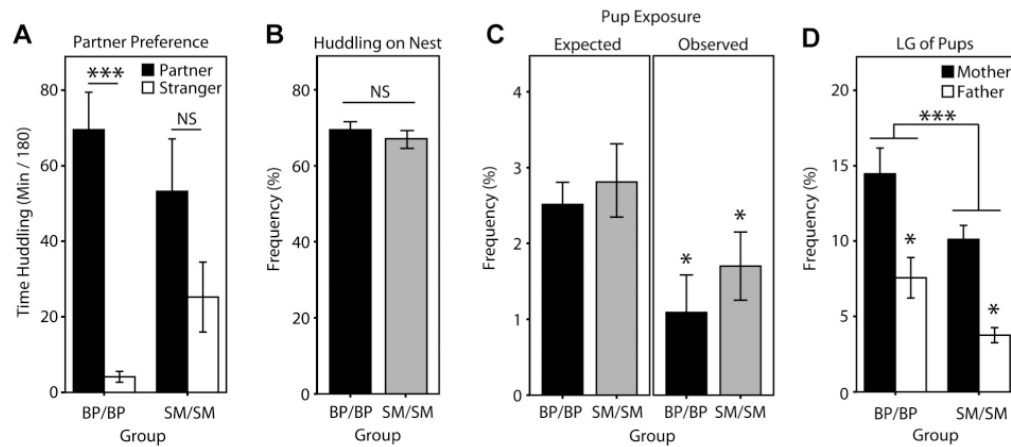 Pup Exposure
A
Partner Preference
***
Partner
Stranger
NS
80
60
40
20
0
Time Huddling (Min / 180)
BP/BP SM/SM
Group
B
Huddling on Nest
NS
80
60
40
20
0
Frequency (%)
BP/BP SM/SM
Group
C
Expected Observed
4
3
2
1
0
Frequency (%)
* *
BP/BP SM/SM BP/BP SM/SM
Group
D
LG of Pups
Mother
Father
***
20
15
10
5
0
Frequency (%)
* *
BP/BP SM/SM
Group